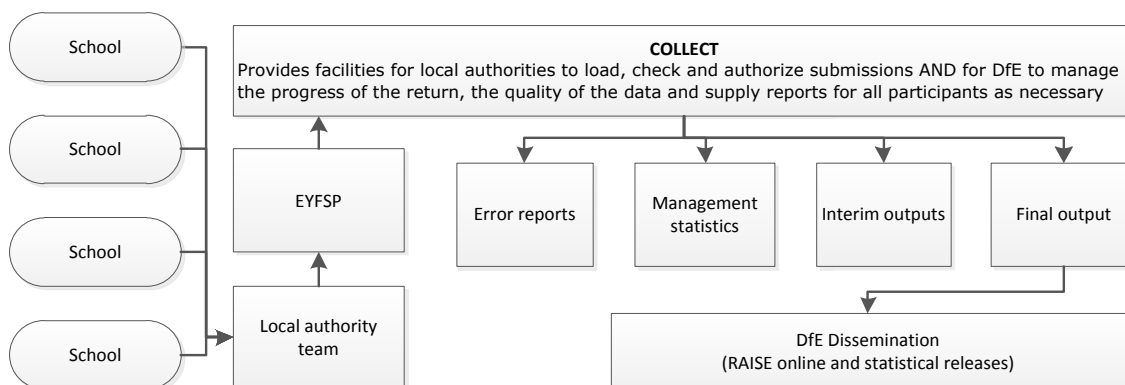 School
School
School
School
COLLECT
Provides facilities for local authorities to load, check and authorize submissions AND for DfE to manage
the progress of the return, the quality of the data and supply reports for all participants as necessary
EYFSP
Local authority
team
Error reports
Management
statistics
Interim outputs
Final output
DfE Dissemination
(RAISE online and statistical releases)